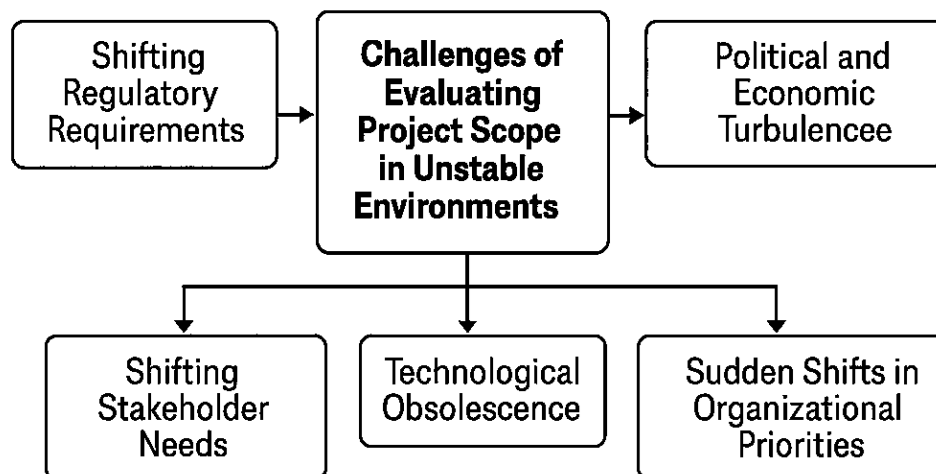 Shifting
Regulatory
Requirements
Challenges of
Evaluating
Project Scope
in Unstable
Environments
Political and
Economic
Turbulencee
Shifting
Stakeholder
Needs
Technological
Obsolescence
Sudden Shifts in
Organizational
Priorities